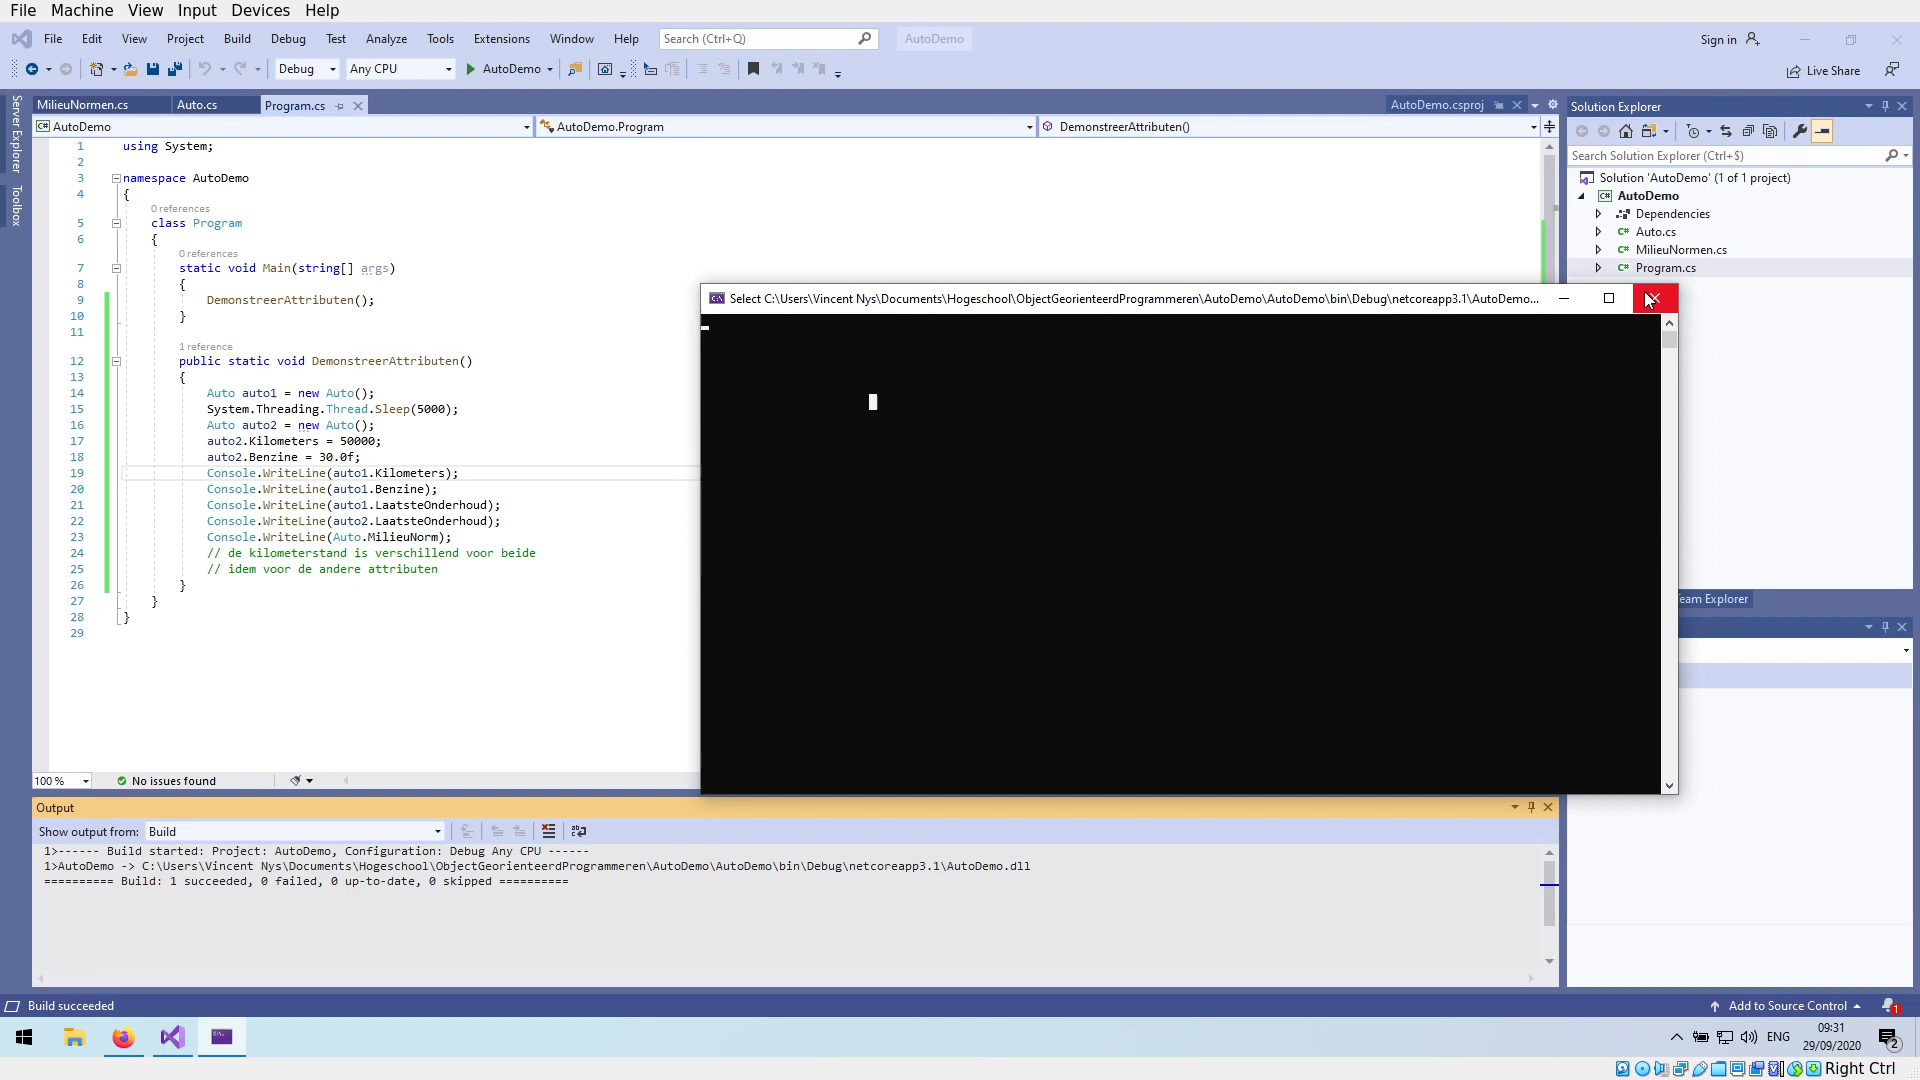 File Machine View Input Devices Help
File Edit View Project Build Debug Test Analyze Tools Extensions Window Help Search (Ctrl+Q) AutoDemo Sign in
Debug Any CPU AutoDemo Live Share
Server Explorer
Toolbox
MilieuNormen.cs Auto.cs Program.cs AutoDemo.csproj
AutoDemo AutoDemo.Program DemonstreerAttributen()
1 using System;
2
3 namespace AutoDemo
4 {
0 references
5 class Program
6 {
0 references
7 static void Main(string[] args)
8 {
9 DemonstreerAttributen();
10 }
11
1 reference
12 public static void DemonstreerAttributen()
13 {
14 Auto auto1 = new Auto();
15 System.Threading.Thread.Sleep(5000);
16 Auto auto2 = new Auto();
17 auto2.Kilometers = 50000;
18 auto2.Benzine = 30.0f;
19 Console.WriteLine(auto1.Kilometers);
20 Console.WriteLine(auto1.Benzine);
21 Console.WriteLine(auto1.LaatsteOnderhoud);
22 Console.WriteLine(auto2.LaatsteOnderhoud);
23 Console.WriteLine(Auto.MilieuNorm);
24 // de kilometerstand is verschillend voor beide
25 // idem voor de andere attributen
26 }
27 }
28 }
29
100 % No issues found
Select C:\Users\Vincent Nys\Documents\Hogeschool\ObjectGeorienteerdProgrammeren\AutoDemo\AutoDemo\bin\Debug\netcoreapp3.1\AutoDemo...
Solution Explorer
Search Solution Explorer (Ctrl+$)
Solution 'AutoDemo' (1 of 1 project)
AutoDemo
Dependencies
Auto.cs
MilieuNormen.cs
Program.cs
Team Explorer
Output
Show output from: Build
1>------ Build started: Project: AutoDemo, Configuration: Debug Any CPU ------
1>AutoDemo -> C:\Users\Vincent Nys\Documents\Hogeschool\ObjectGeorienteerdProgrammeren\AutoDemo\AutoDemo\bin\Debug\netcoreapp3.1\AutoDemo.dll
========== Build: 1 succeeded, 0 failed, 0 up-to-date, 0 skipped ==========
Build succeeded Add to Source Control 1
ENG 09:31
29/09/2020 2
Right Ctrl